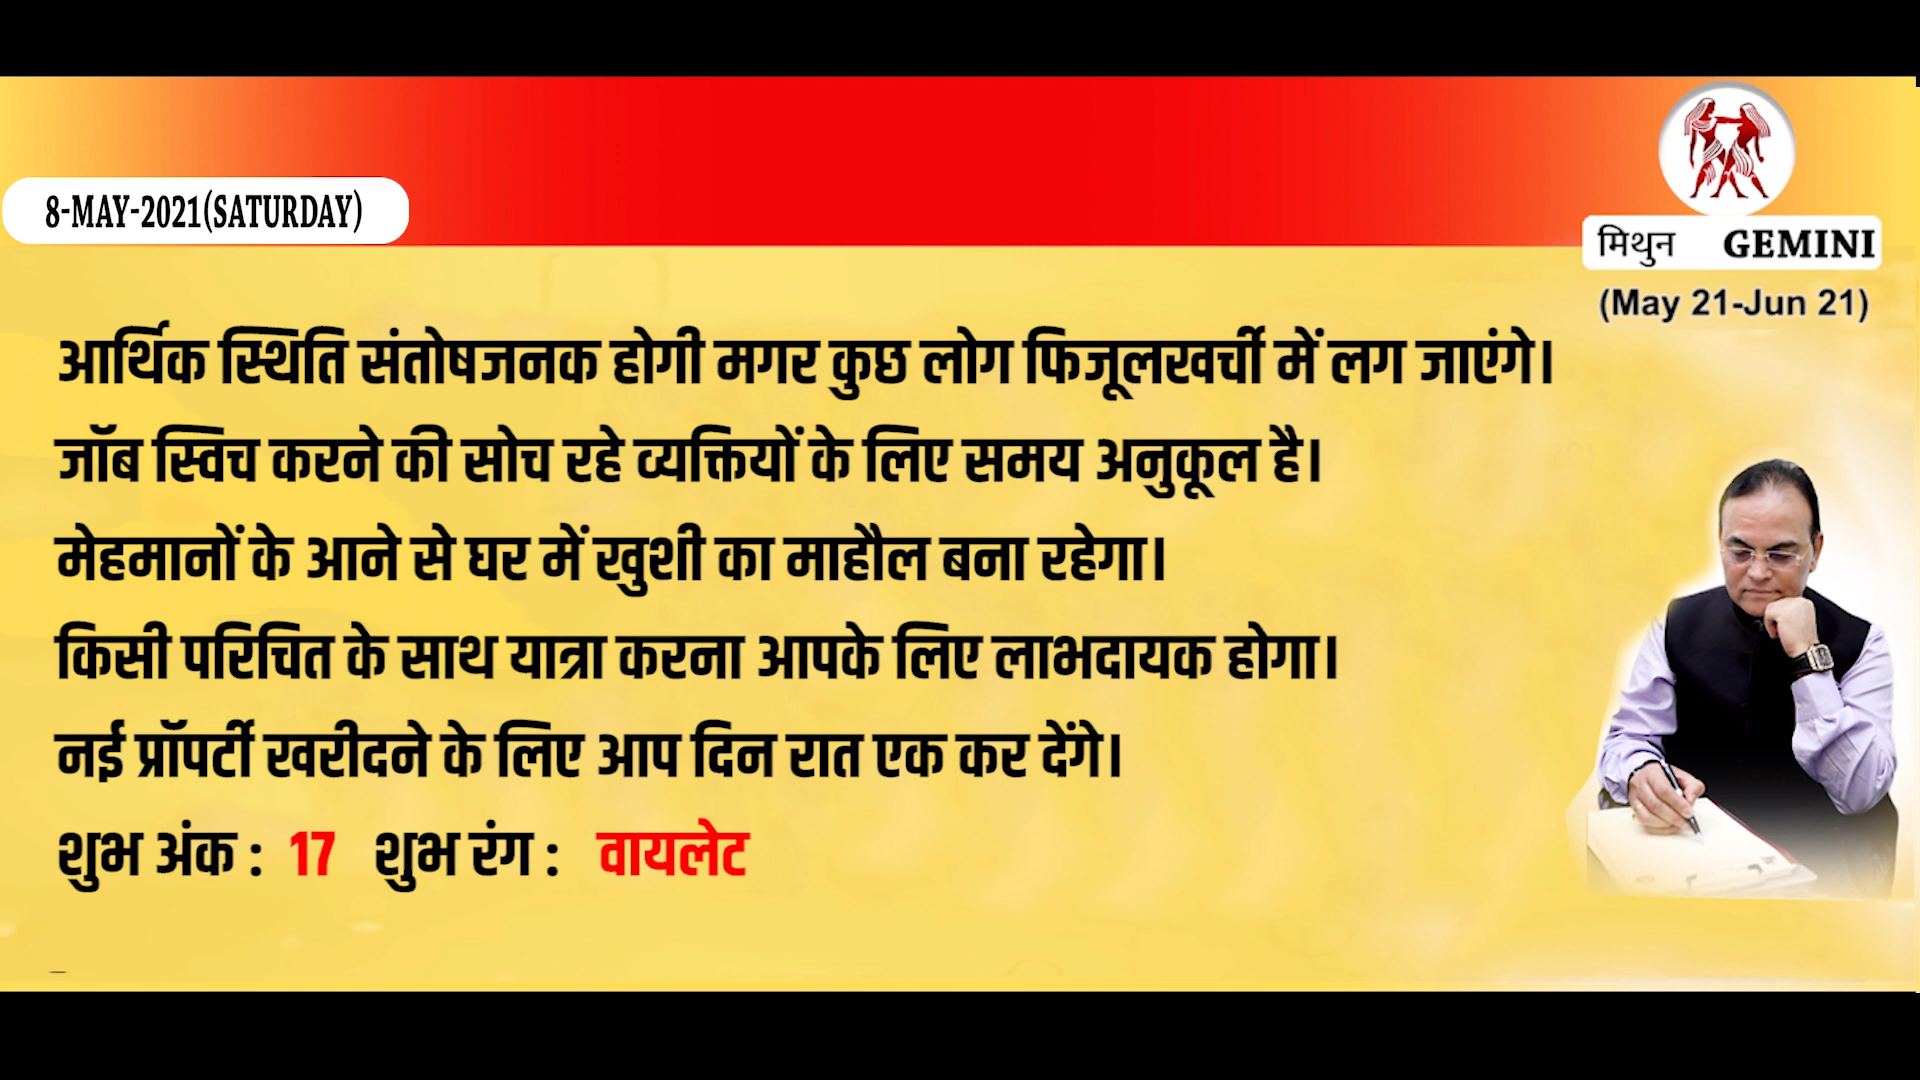 8-MAY-2021(SATURDAY)
मिथुन GEMINI
(May 21-Jun 21)
आर्थिक स्थिति संतोषजनक होगी मगर कुछ लोग फिजूलखर्ची में लग जाएंगे।
जॉब स्विच करने की सोच रहे व्यक्तियों के लिए समय अनुकूल है।
मेहमानों के आने से घर में खुशी का माहौल बना रहेगा।
किसी परिचित के साथ यात्रा करना आपके लिए लाभदायक होगा।
नई प्रॉपर्टी खरीदने के लिए आप दिन रात एक कर देंगे।
शुभ अंक : 17 शुभ रंग : वायलेट